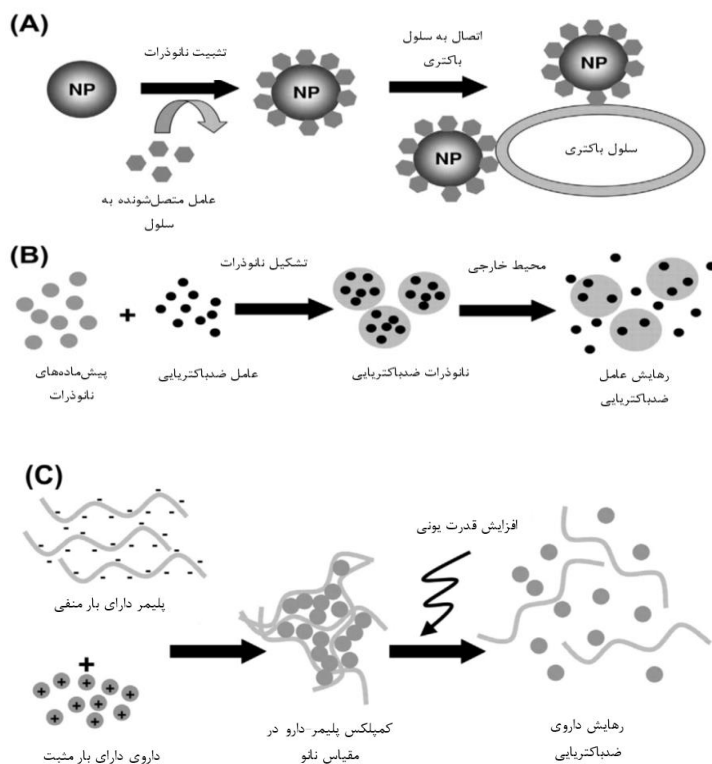 (A)
تثبیت نانوذرات
اتصال به سلول
باکتری
NP
NP
NP
NP
سلول باکتری
عامل متصل‌شونده به
سلول
(B)
تشکیل نانوذرات
محیط خارجی
+
پیش‌ماده‌های
نانوذرات
عامل ضدباکتریایی
نانوذرات ضدباکتریایی
رهایش عامل
ضدباکتریایی
(C)
افزایش قدرت یونی
پلیمر دارای بار منفی
+
داروی دارای بار مثبت
کمپلکس پلیمر-دارو در
مقیاس نانو
رهایش داروی
ضدباکتریایی